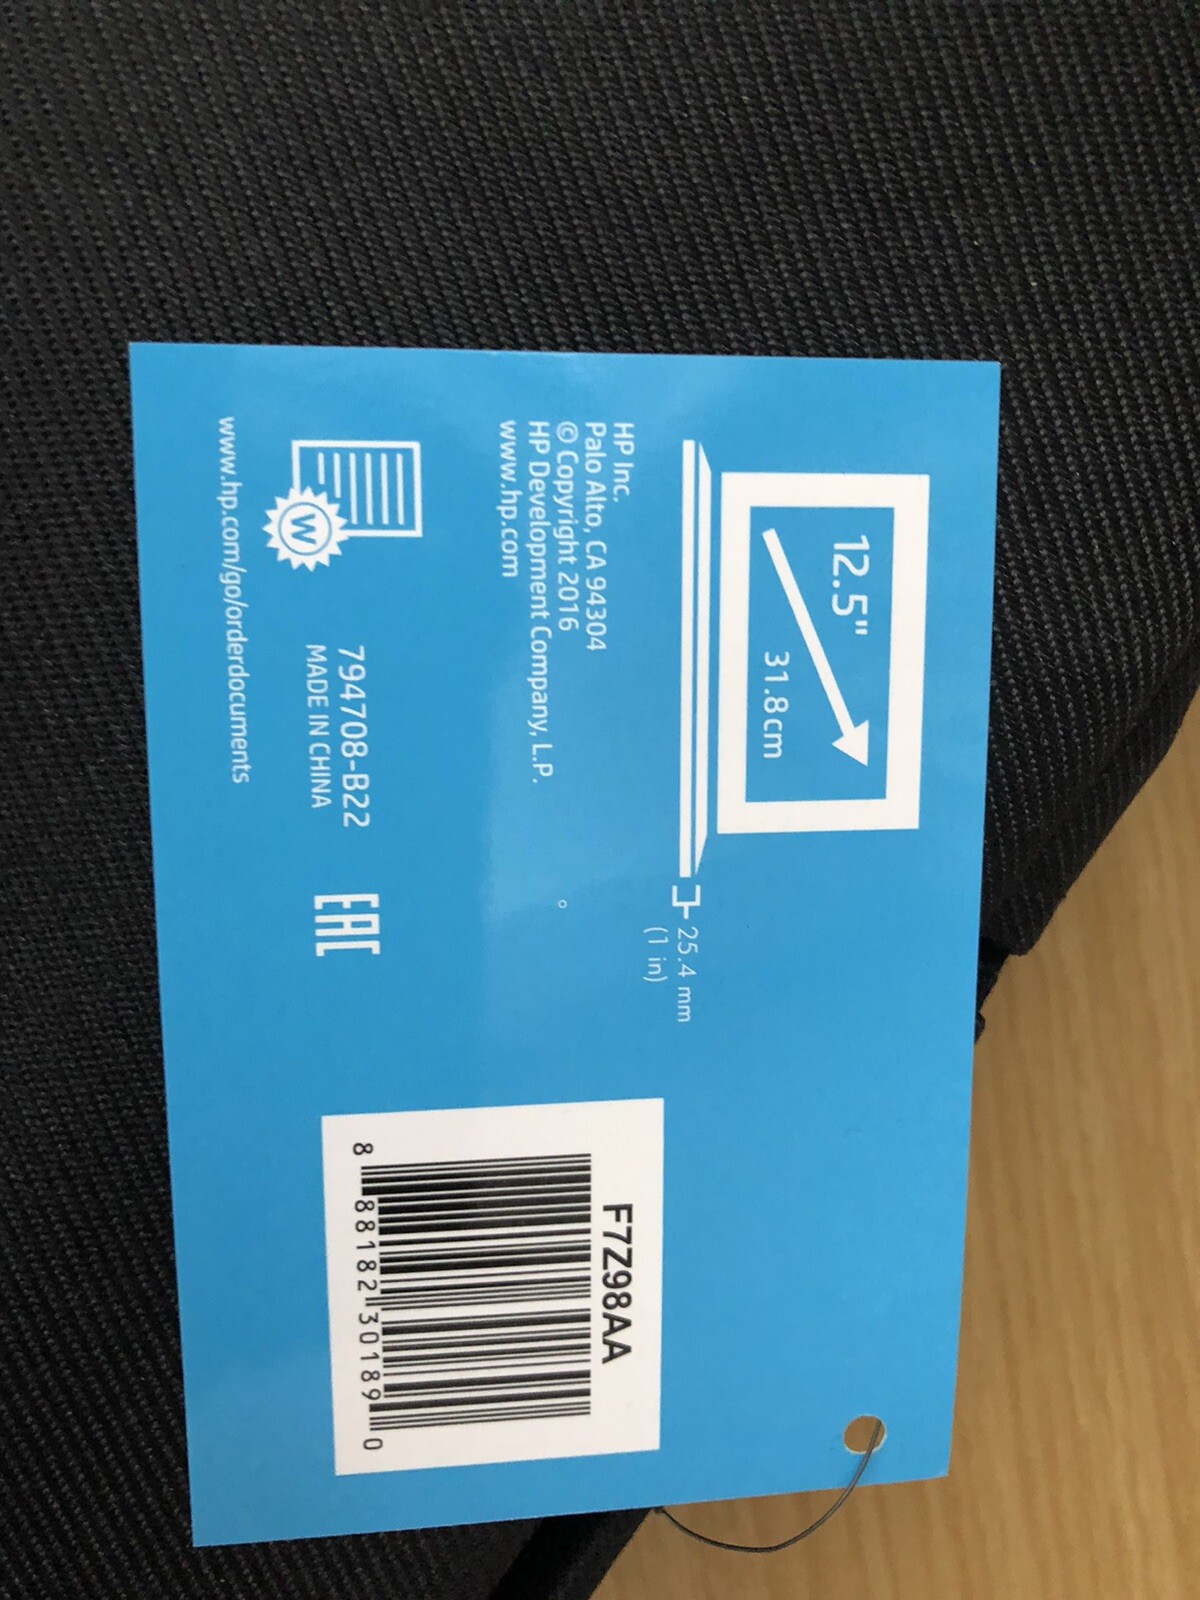 12.5"
31.8cm
25.4 mm
(1 in)
HP Inc.
Palo Alto, CA 94304
© Copyright 2016
HP Development Company, L.P.
www.hp.com
W
794708-B22
MADE IN CHINA
EAC
www.hp.com/go/orderdocuments
F7Z98AA
8 88182 30189 0